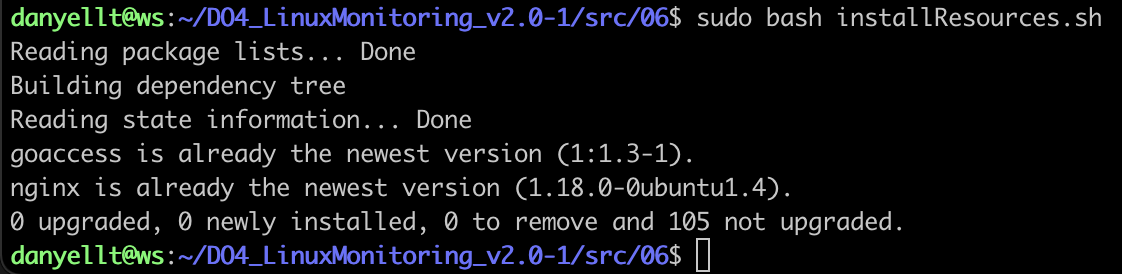 danyellt@ws:~/DO4_LinuxMonitoring_v2.0-1/src/06$ sudo bash installResources.sh
Reading package lists... Done
Building dependency tree
Reading state information... Done
goaccess is already the newest version (1:1.3-1).
nginx is already the newest version (1.18.0-0ubuntu1.4).
0 upgraded, 0 newly installed, 0 to remove and 105 not upgraded.
danyellt@ws:~/DO4_LinuxMonitoring_v2.0-1/src/06$